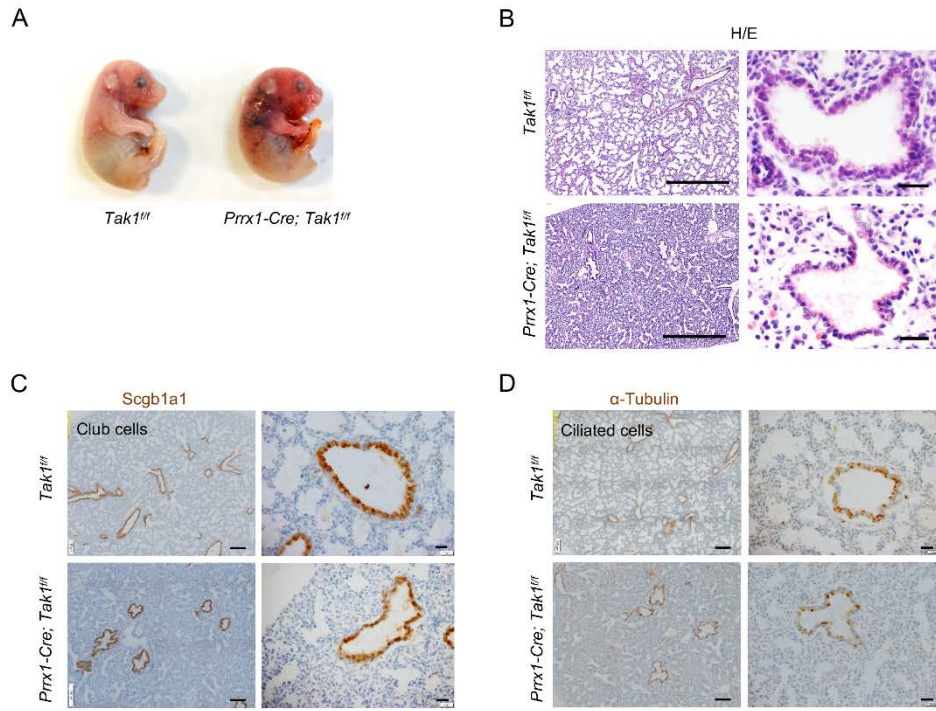 A
Tak1f/f
Prrx1-Cre; Tak1f/f
B
H/E
Tak1f/f
Prrx1-Cre; Tak1f/f
C
Scgb1a1
Club cells
Tak1f/f
Prrx1-Cre; Tak1f/f
D
α-Tubulin
Ciliated cells
Tak1f/f
Prrx1-Cre; Tak1f/f